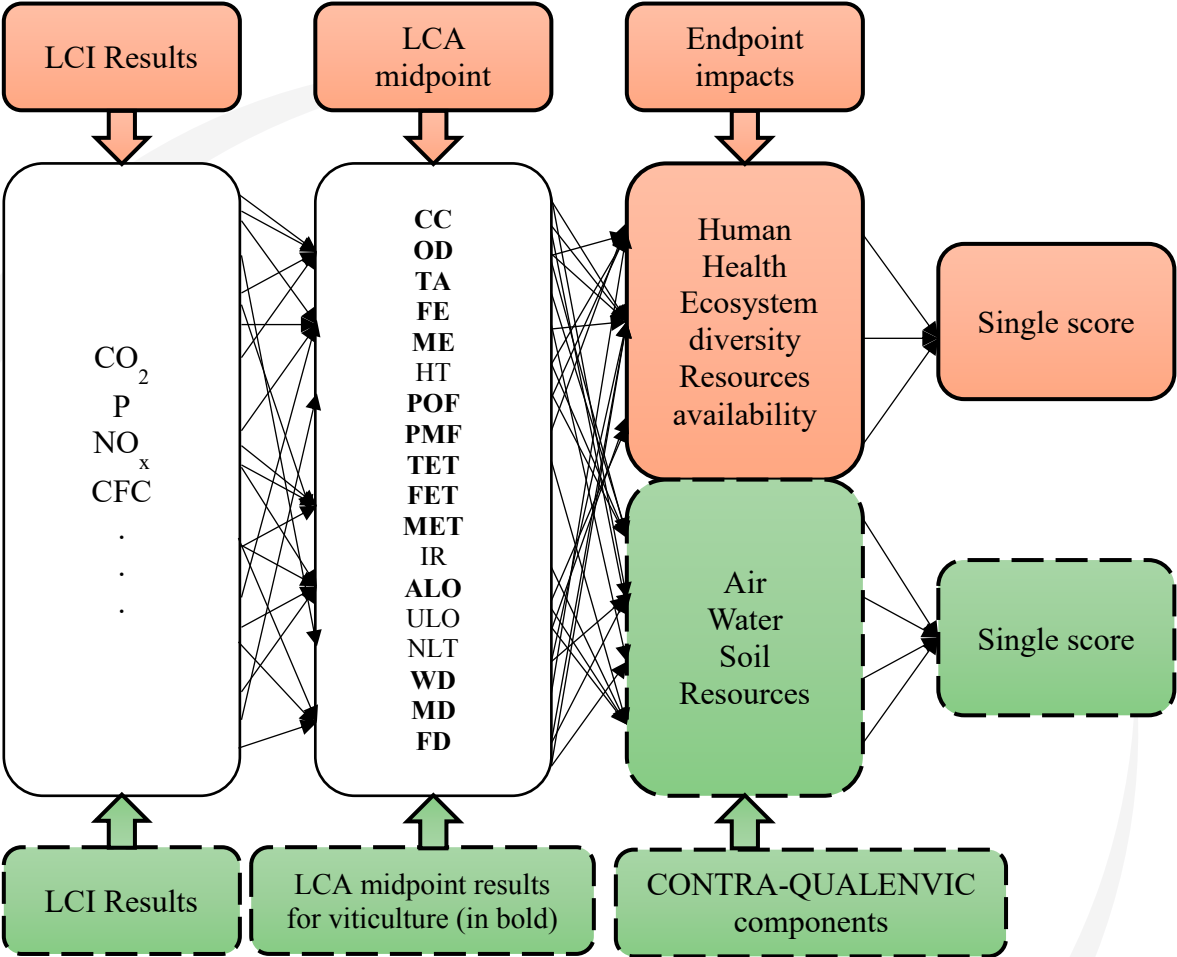 LCI Results
LCA
midpoint
Endpoint
impacts
CO2
P
NOx
CFC
.
.
.
CC
OD
TA
FE
ME
HT
POF
PMF
TET
FET
MET
IR
ALO
ULO
NLT
WD
MD
FD
Human
Health
Ecosystem
diversity
Resources
availability
Single score
Air
Water
Soil
Resources
Single score
LCI Results
LCA midpoint results
for viticulture (in bold)
CONTRA-QUALENVIC
components